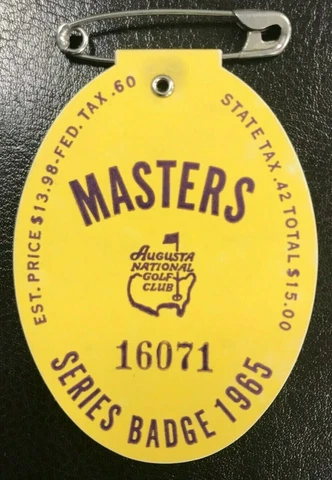 EST. PRICE $13.98-FED. TAX .60
STATE TAX .42 TOTAL $15.00
MASTERS
AUGUSTA
NATIONAL
GOLF
CLUB
16071
SERIES BADGE 1965